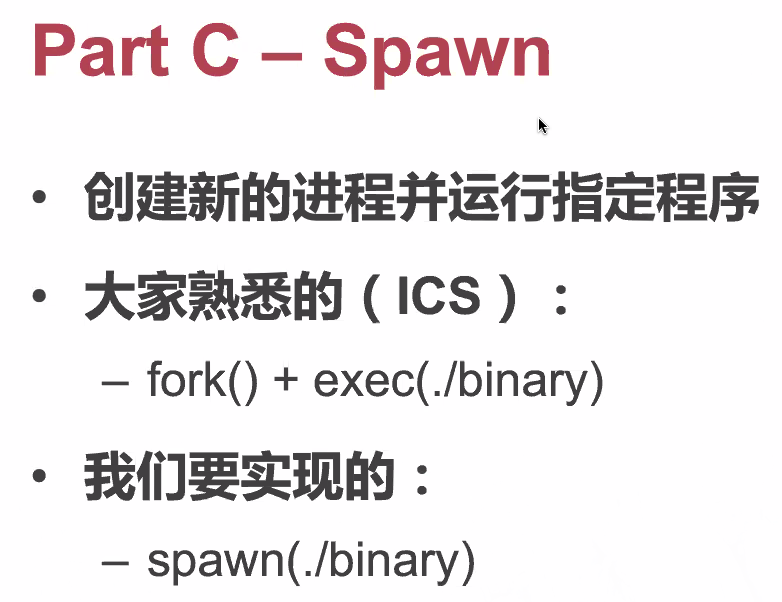 Part C – Spawn
• 创建新的进程并运行指定程序
• 大家熟悉的（ICS）：
– fork() + exec(./binary)
• 我们要实现的：
– spawn(./binary)